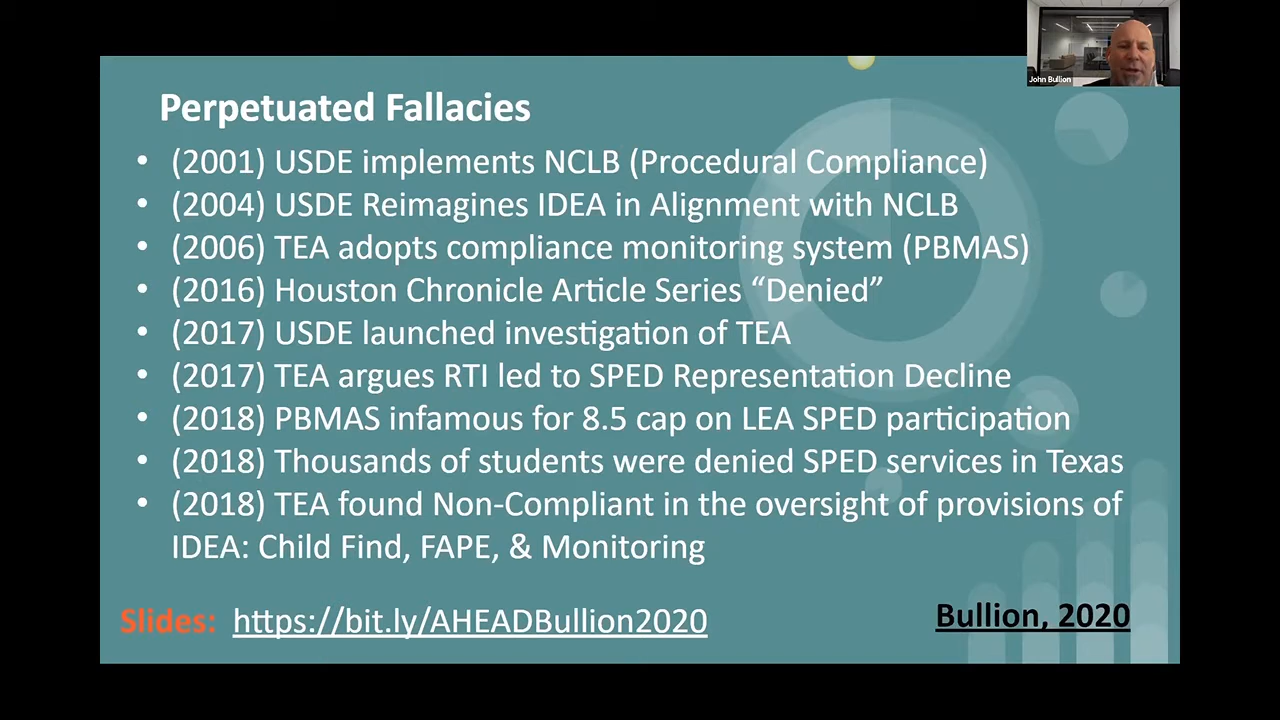 John Bullion
Perpetuated Fallacies
• (2001) USDE implements NCLB (Procedural Compliance)
• (2004) USDE Reimagines IDEA in Alignment with NCLB
• (2006) TEA adopts compliance monitoring system (PBMAS)
• (2016) Houston Chronicle Article Series “Denied”
• (2017) USDE launched investigation of TEA
• (2017) TEA argues RTI led to SPED Representation Decline
• (2018) PBMAS infamous for 8.5 cap on LEA SPED participation
• (2018) Thousands of students were denied SPED services in Texas
• (2018) TEA found Non-Compliant in the oversight of provisions of
IDEA: Child Find, FAPE, & Monitoring
Slides: https://bit.ly/AHEADBullion2020
Bullion, 2020